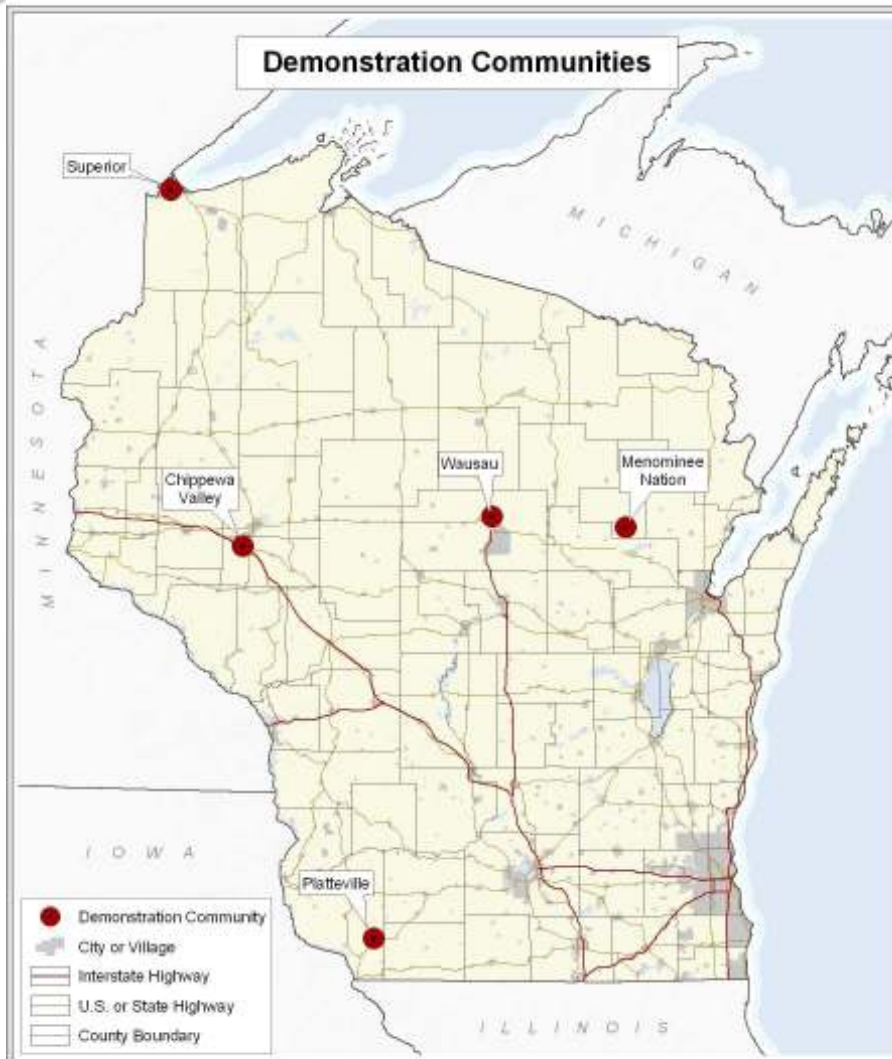 Demonstration Communities
Superior
MICHIGAN
MINNESOTA
Wausau
Menominee
Nation
Chippewa
Valley
IOWA
Platteville
Demonstration Community
City or Village
Interstate Highway
U.S. or State Highway
County Boundary
ILLINOIS